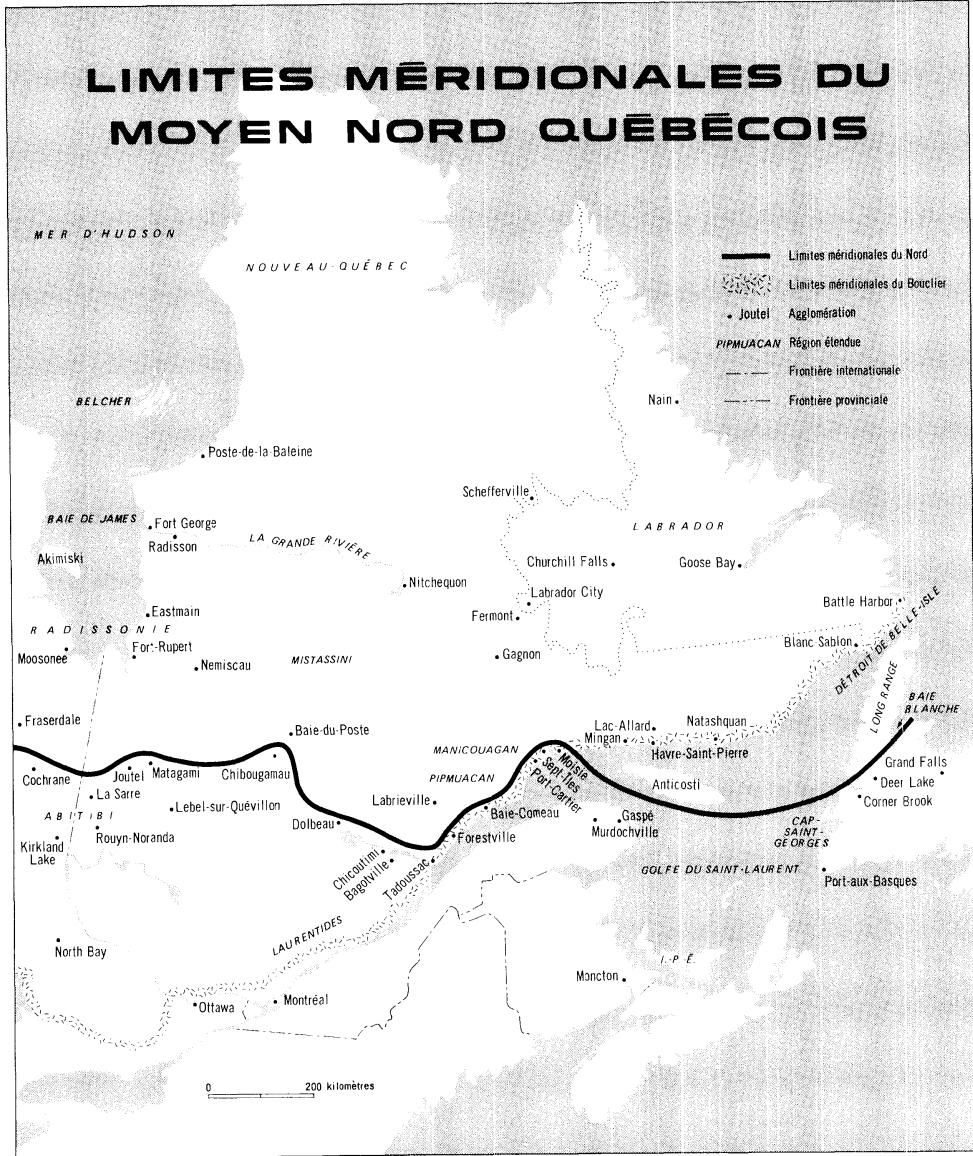 LIMITES MÉRIDIONALES DU
MOYEN NORD QUÉBÉCOIS
MER D'HUDSON
NOUVEAU-QUÉBEC
Limites méridionales du Nord
Limites méridionales du Bouclier
Joutel Agglomération
PIPMUACAN Région étendue
Frontière internationale
Frontière provinciale
BELCHER
Nain
Poste-de-la-Baleine
Schefferville
BAIE DE JAMES
Fort George
Radisson
LA GRANDE RIVIÈRE
LABRADOR
Akimiski
Nitchequon
Churchill Falls
Goose Bay
Labrador City
Fermont
Battle Harbor
Eastmain
RADISSONIE
Moosonee
Fort-Rupert
Nemiscau
MISTASSINI
Gagnon
Blanc Sablon
DÉTROIT DE BELLE-ISLE
LONG RANGE
BAIE
BLANCHE
Fraserdale
Baie-du-Poste
Lac-Allard
Natashquan
Mingan
Havre-Saint-Pierre
MANICOUAGAN
Moisie
Sept-Îles
Port-Cartier
PIPMUACAN
Cochrane
Joutel
Matagami
Chibougamau
Anticosti
Grand Falls
Deer Lake
Corner Brook
La Sarre
Lebel-sur-Quévillon
Labrieville
Baie-Comeau
ABITIBI
Rouyn-Noranda
Kirkland
Lake
Dolbeau
Forestville
Gaspé
Murdochville
CAP-
SAINT-
GEORGES
Chicoutimi
Bagotville
Tadoussac
GOLFE DU SAINT-LAURENT
Port-aux-Basques
LAURENTIDES
North Bay
I.-P.-É.
Moncton
Ottawa
Montréal
0 200 kilomètres